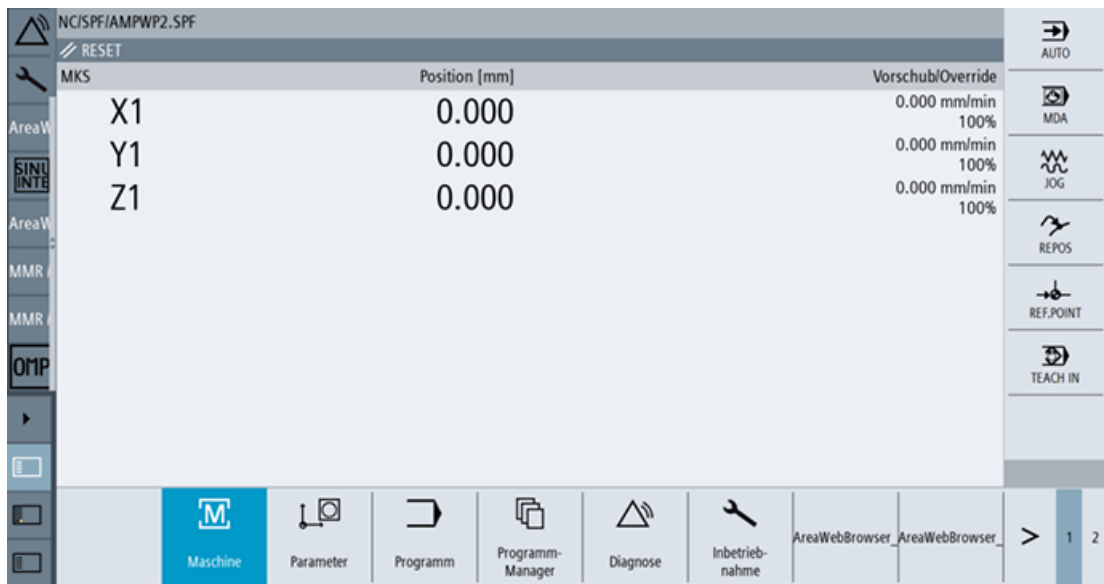 NC/SPF/AMPWP2.SPF
RESET
MKS Position [mm] Vorschub/Override
X1 0.000 0.000 mm/min
100%
Y1 0.000 0.000 mm/min
100%
Z1 0.000 0.000 mm/min
100%
AreaW
SINU
INTE
AreaW
MMR
MMR
OMP
AUTO
MDA
JOG
REPOS
REF.POINT
TEACH IN
M
Maschine
Parameter
Programm
Programm-
Manager
Diagnose
Inbetrieb-
nahme
AreaWebBrowser_
AreaWebBrowser_
> 1 2